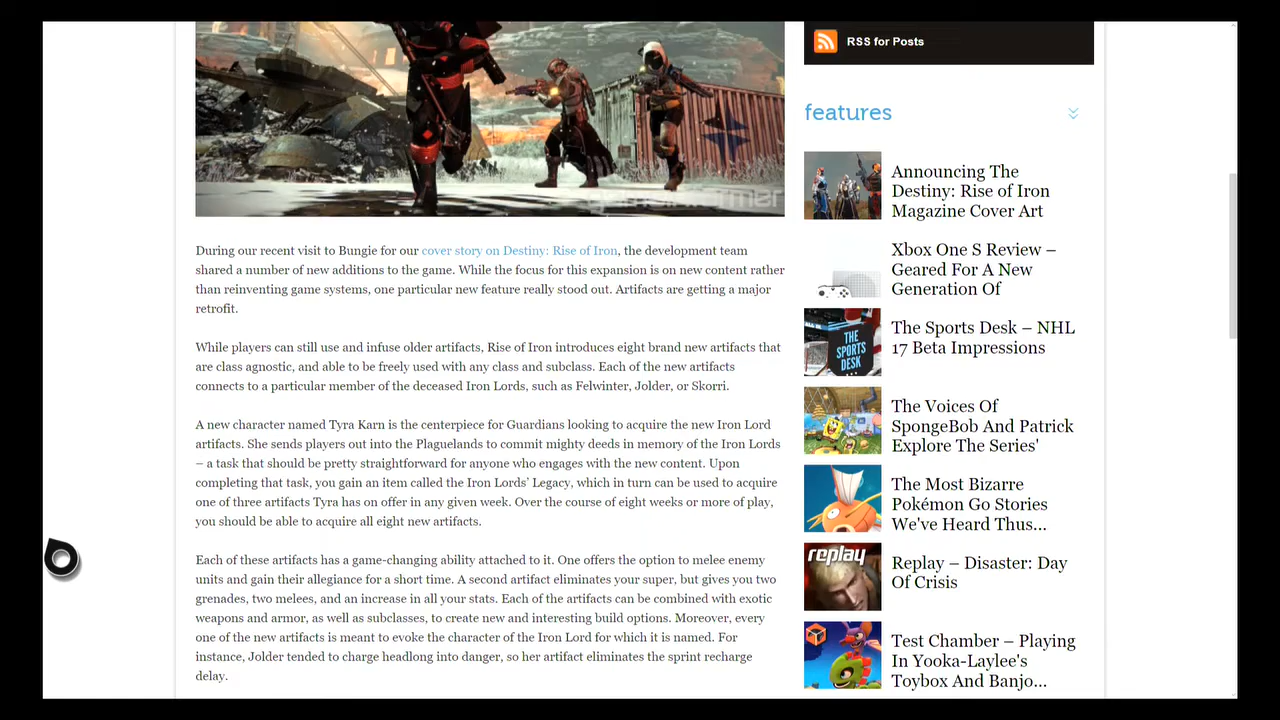 RSS for Posts
features
During our recent visit to Bungie for our cover story on Destiny: Rise of Iron, the development team
shared a number of new additions to the game. While the focus for this expansion is on new content rather
than reinventing game systems, one particular new feature really stood out. Artifacts are getting a major
retrofit.
While players can still use and infuse older artifacts, Rise of Iron introduces eight brand new artifacts that
are class agnostic, and able to be freely used with any class and subclass. Each of the new artifacts
connects to a particular member of the deceased Iron Lords, such as Felwinter, Jolder, or Skorri.
A new character named Tyra Karn is the centerpiece for Guardians looking to acquire the new Iron Lord
artifacts. She sends players out into the Plaguelands to commit mighty deeds in memory of the Iron Lords
– a task that should be pretty straightforward for anyone who engages with the new content. Upon
completing that task, you gain an item called the Iron Lords’ Legacy, which in turn can be used to acquire
one of three artifacts Tyra has on offer in any given week. Over the course of eight weeks or more of play,
you should be able to acquire all eight new artifacts.
Each of these artifacts has a game-changing ability attached to it. One offers the option to melee enemy
units and gain their allegiance for a short time. A second artifact eliminates your super, but gives you two
grenades, two melees, and an increase in all your stats. Each of the artifacts can be combined with exotic
weapons and armor, as well as subclasses, to create new and interesting build options. Moreover, every
one of the new artifacts is meant to evoke the character of the Iron Lord for which it is named. For
instance, Jolder tended to charge headlong into danger, so her artifact eliminates the sprint recharge
delay.
Announcing The
Destiny: Rise of Iron
Magazine Cover Art
Xbox One S Review –
Geared For A New
Generation Of
THE
SPORTS
DESK
The Sports Desk – NHL
17 Beta Impressions
The Voices Of
SpongeBob And Patrick
Explore The Series'
The Most Bizarre
Pokémon Go Stories
We've Heard Thus...
replay
Replay – Disaster: Day
Of Crisis
Test Chamber – Playing
In Yooka-Laylee's
Toybox And Banjo...